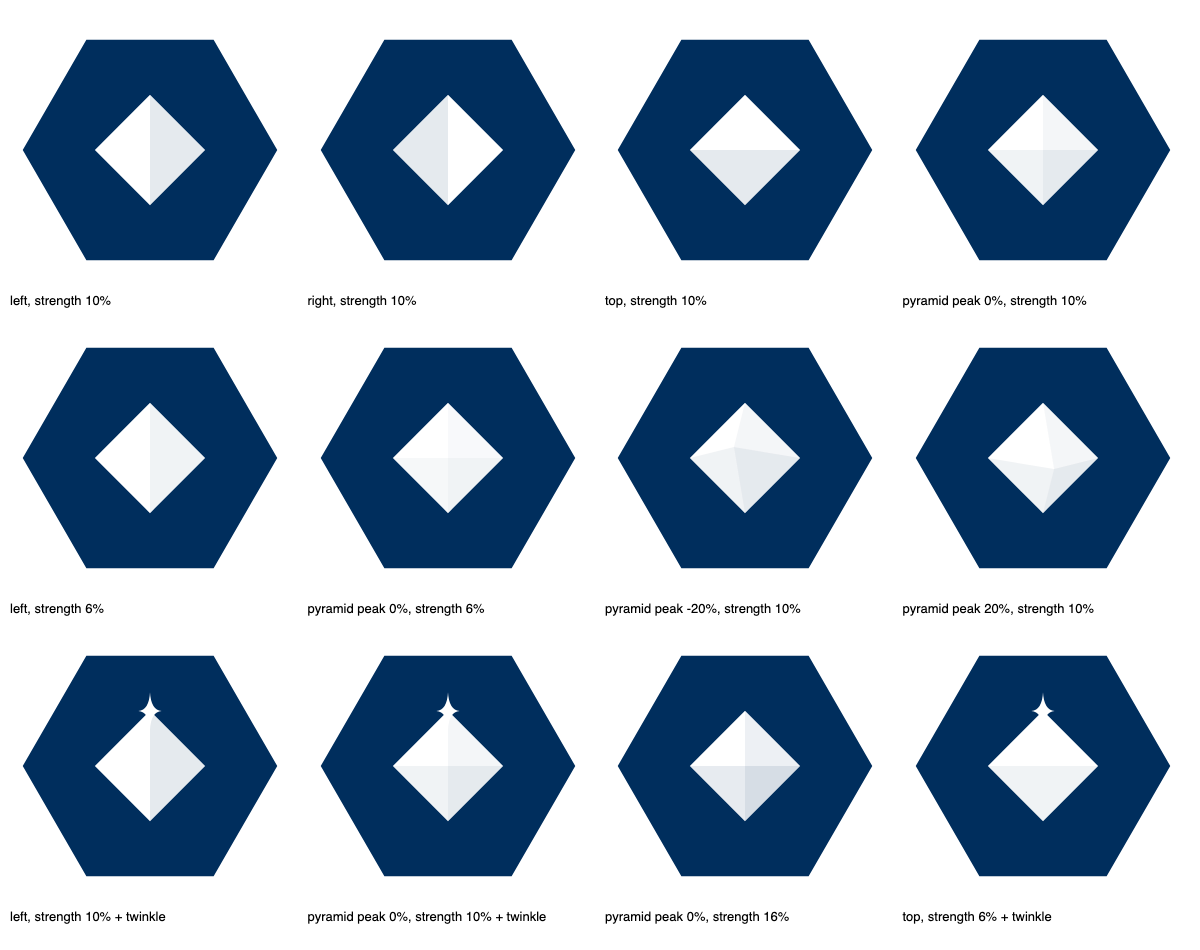 left, strength 10%
right, strength 10%
top, strength 10%
pyramid peak 0%, strength 10%
left, strength 6%
pyramid peak 0%, strength 6%
pyramid peak -20%, strength 10%
pyramid peak 20%, strength 10%
left, strength 10% + twinkle
pyramid peak 0%, strength 10% + twinkle
pyramid peak 0%, strength 16%
top, strength 6% + twinkle